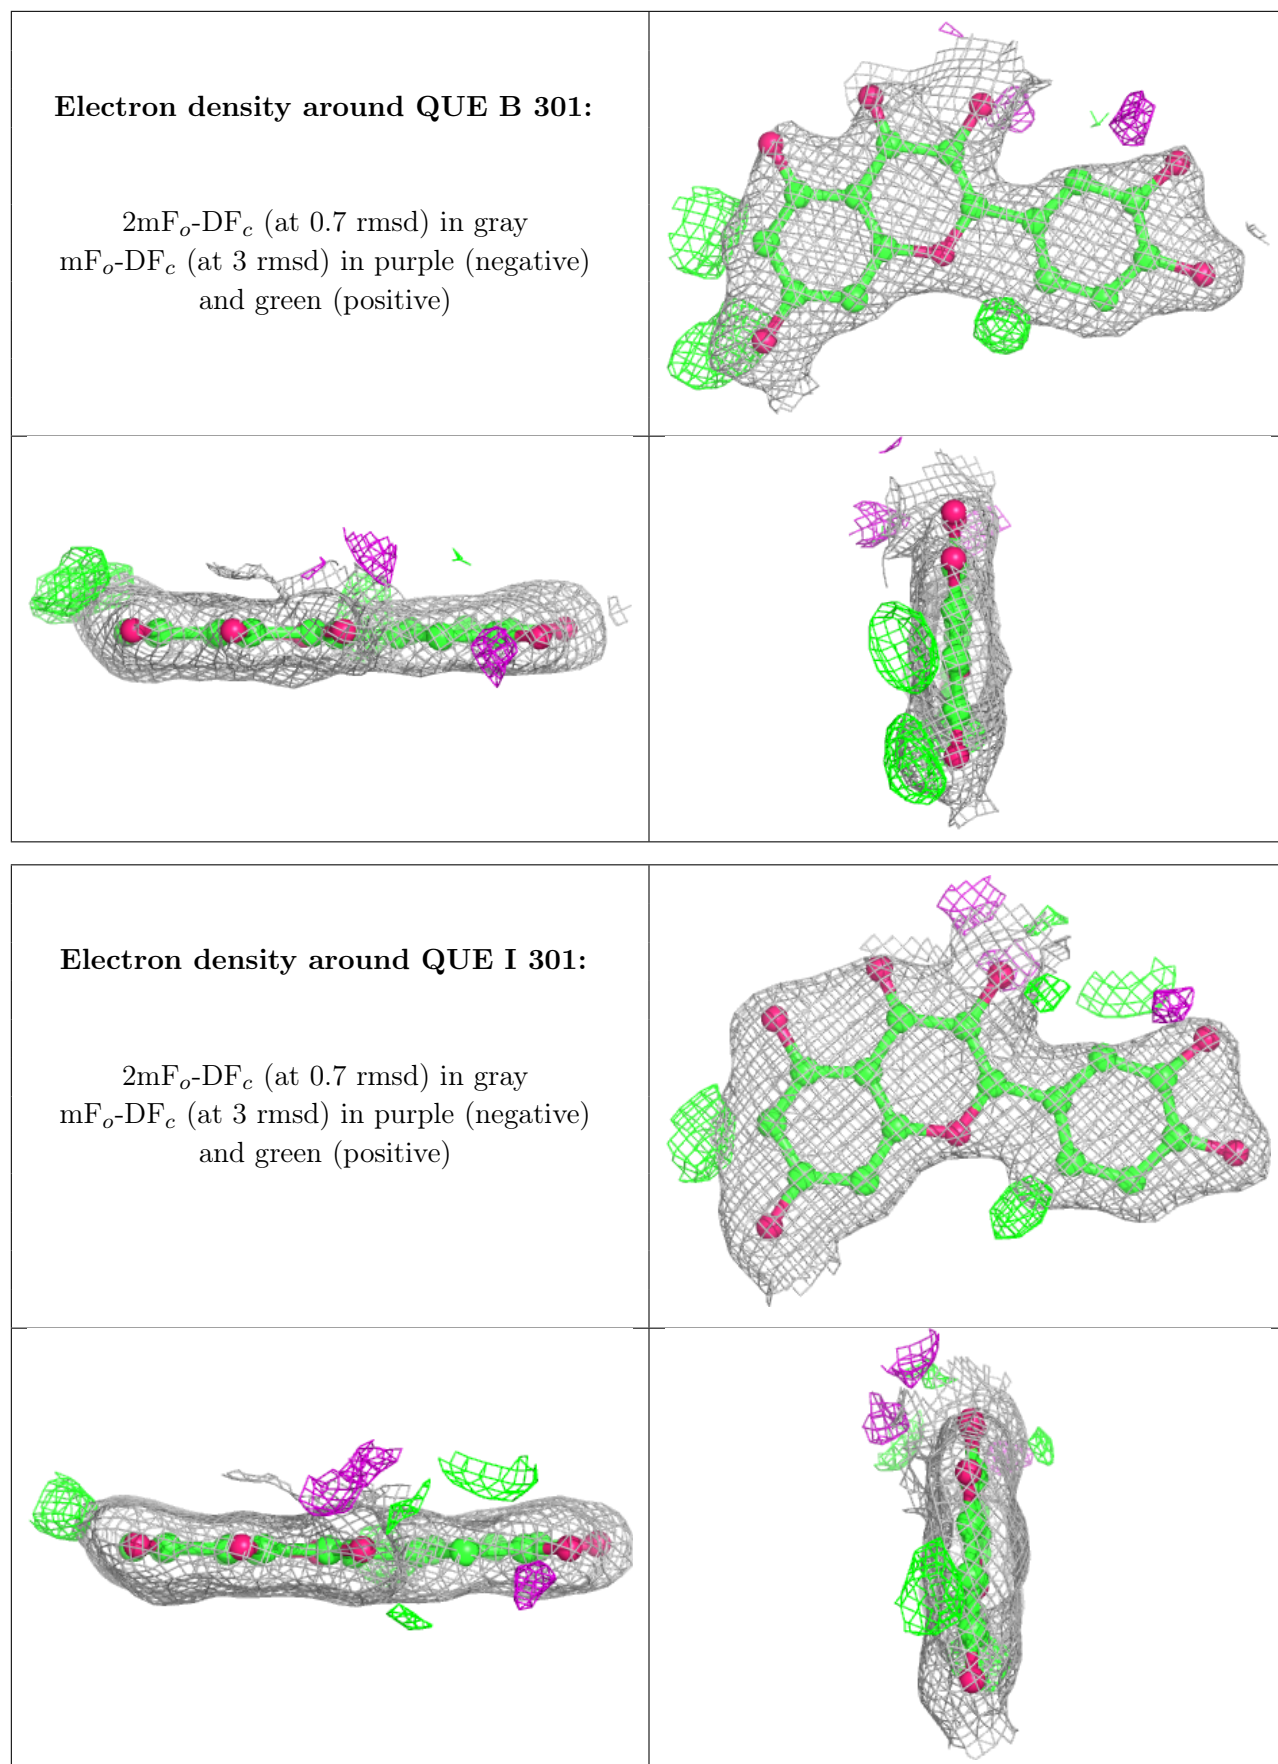 Electron density around QUE B 301:
2mFo-DFc (at 0.7 rmsd) in gray
mFo-DFc (at 3 rmsd) in purple (negative)
and green (positive)
Electron density around QUE I 301:
2mFo-DFc (at 0.7 rmsd) in gray
mFo-DFc (at 3 rmsd) in purple (negative)
and green (positive)